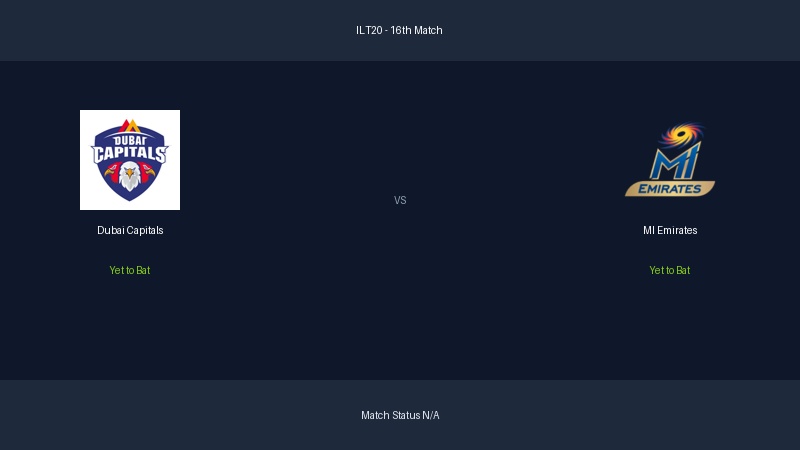 ILT20 - 16th Match
DUBAI
CAPITALS
MI
EMIRATES
VS
Dubai Capitals
MI Emirates
Yet to Bat
Yet to Bat
Match Status N/A